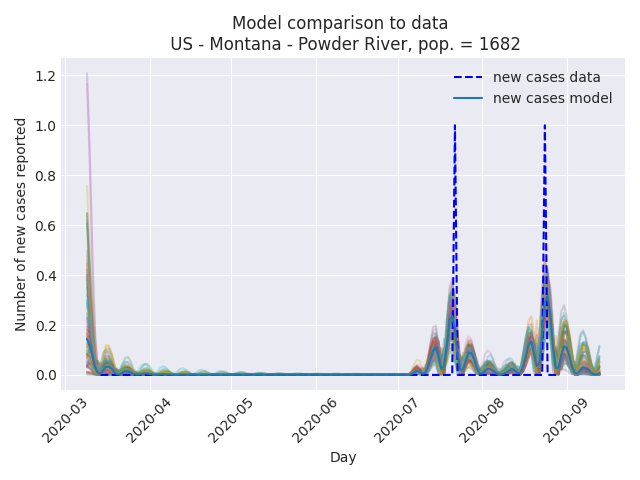 Model comparison to data
US - Montana - Powder River, pop. = 1682
new cases data
new cases model
Number of new cases reported
1.2
1.0
0.8
0.6
0.4
0.2
0.0
2020-03
2020-04
2020-05
2020-06
2020-07
2020-08
2020-09
Day